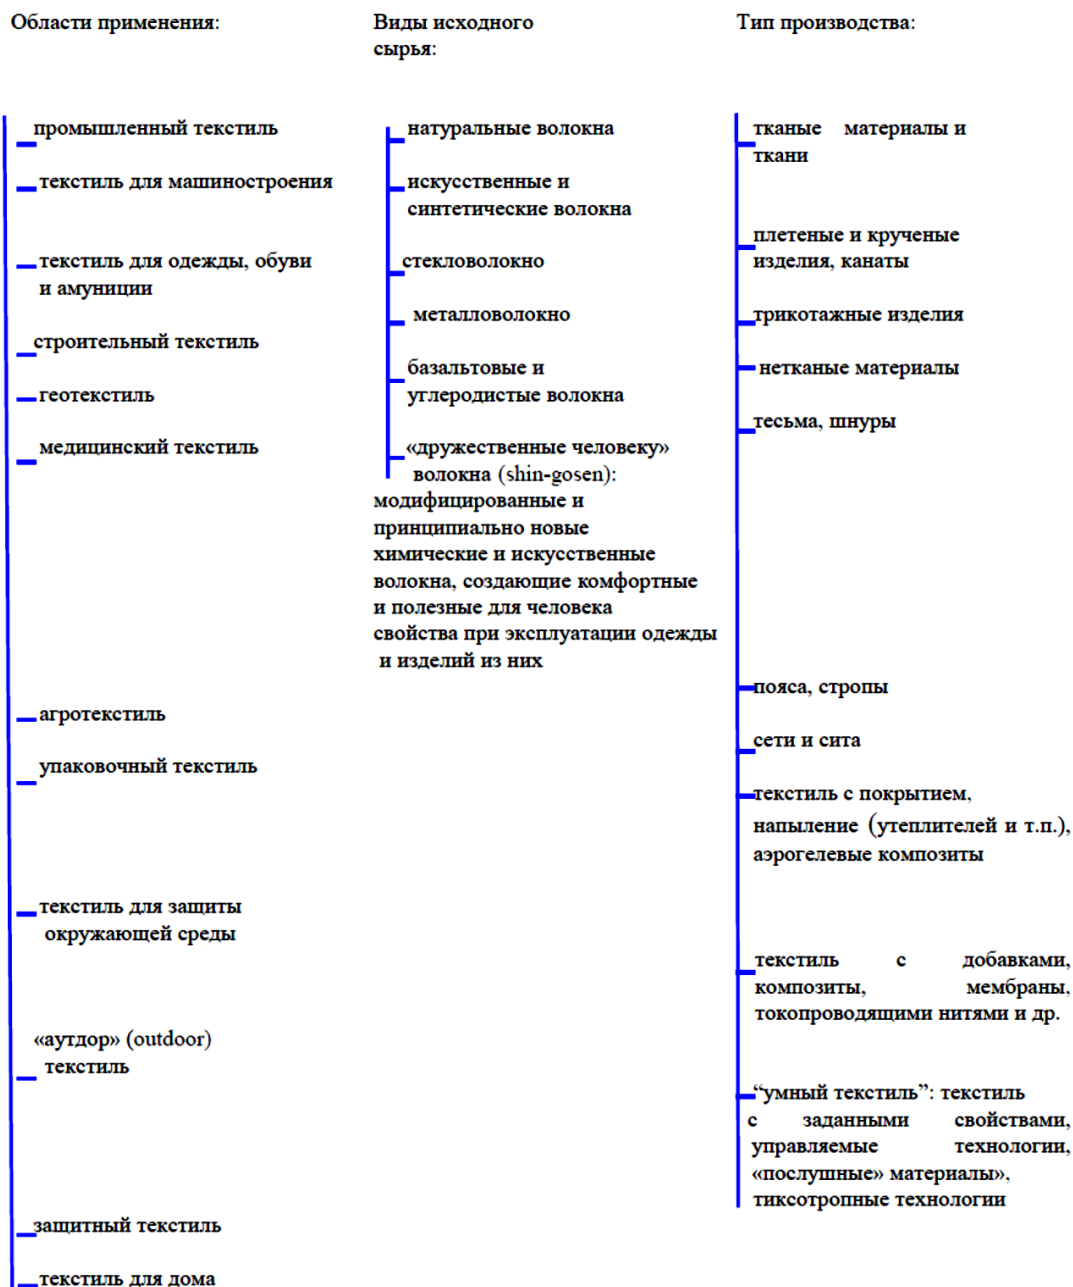 Области применения:
промышленный текстиль
текстиль для машиностроения
текстиль для одежды, обуви
и амуниции
строительный текстиль
геотекстиль
медицинский текстиль
агротекстиль
упаковочный текстиль
текстиль для защиты
окружающей среды
«аутдор» (outdoor)
текстиль
защитный текстиль
текстиль для дома
Виды исходного
сырья:
натуральные волокна
искусственные и
синтетические волокна
стекловолокно
металловолокно
базальтовые и
углеродистые волокна
«дружественные человеку»
волокна (shin-gosen):
модифицированные и
принципиально новые
химические и искусственные
волокна, создающие комфортные
и полезные для человека
свойства при эксплуатации одежды
и изделий из них
Тип производства:
тканые материалы и
ткани
плетеные и крученые
изделия, канаты
трикотажные изделия
нетканые материалы
тесьма, шнуры
пояса, стропы
сети и сита
текстиль с покрытием,
напыление (утеплителей и т.п.),
аэрогелевые композиты
текстиль с добавками,
композиты, мембраны,
токопроводящими нитями и др.
“умный текстиль”: текстиль
с заданными свойствами,
управляемые технологии,
«послушные» материалы»,
тиксотропные технологии